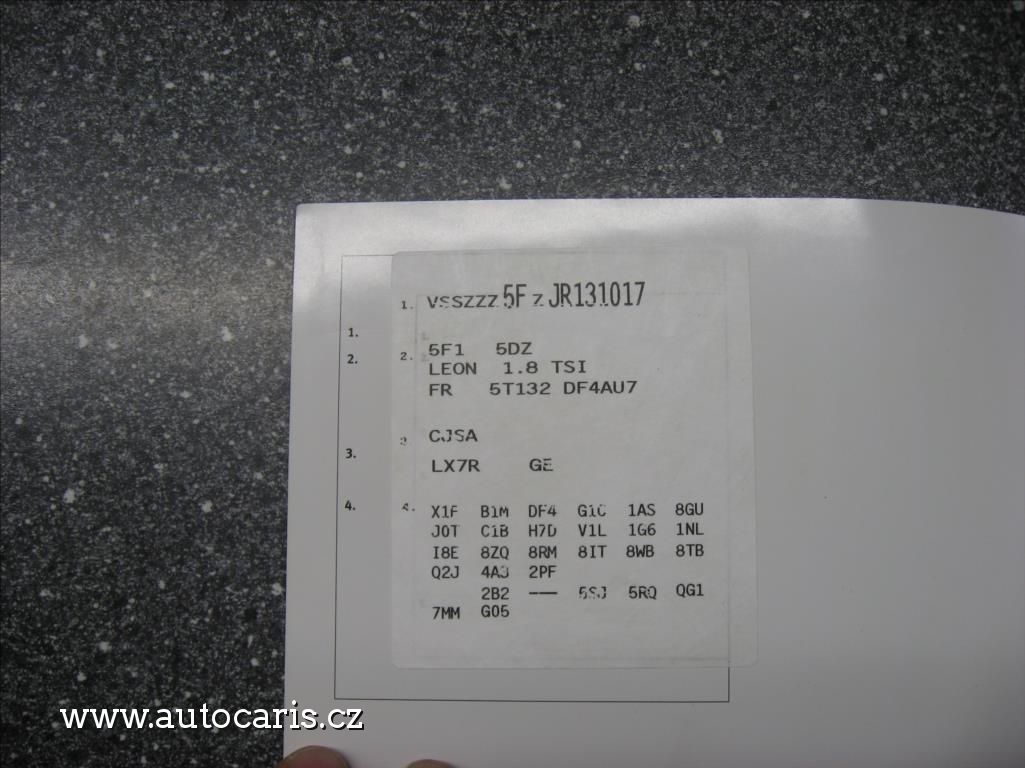 1. VSSZZZ 5F Z JR131017
1.
2. 2. 5F1 5DZ
LEON 1.8 TSI
FR 5T132 DF4AU7
CJSA
3. LX7R GE
4. 4. X1F B1M DF4 G1C 1AS 8GU
J0T C1B H7D V1L 1G6 1NL
I8E 8ZQ 8RM 8IT 8WB 8TB
Q2J 4A3 2PF
2B2 --- 5SJ 5RQ QG1
7MM G05
www.autocaris.cz